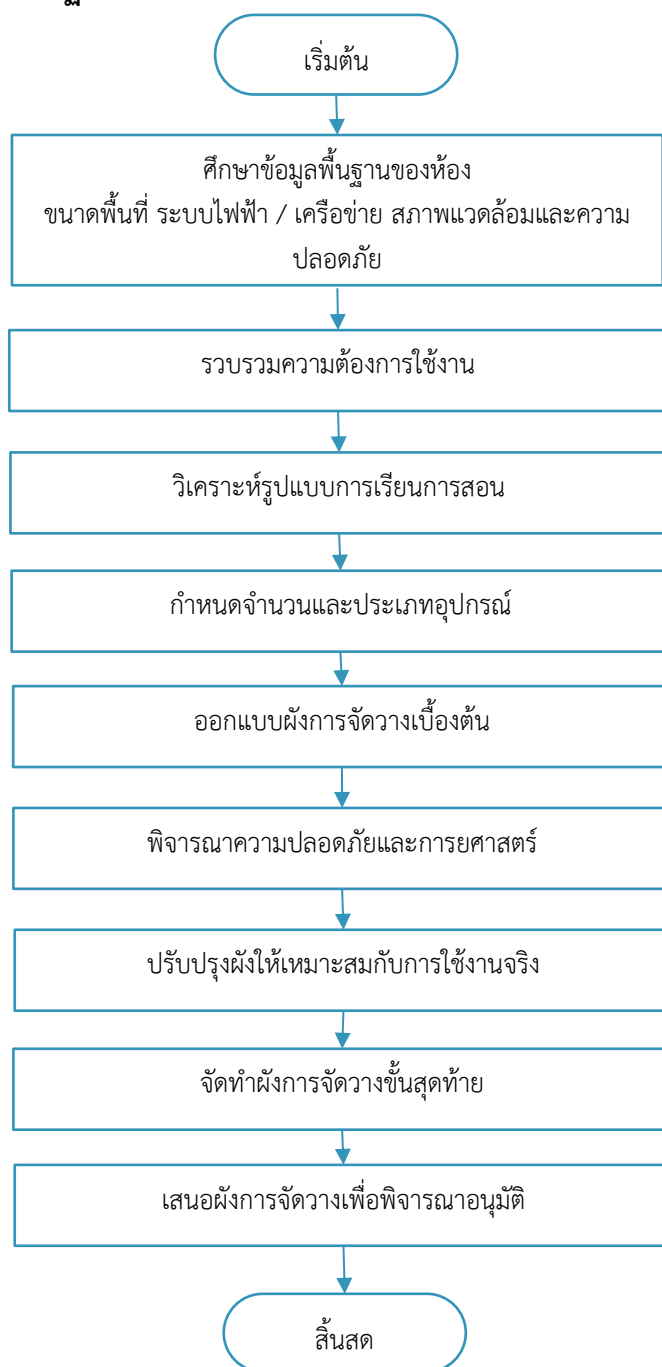 เริ่มต้น
ศึกษาข้อมูลพื้นฐานของห้อง
ขนาดพื้นที่ ระบบไฟฟ้า / เครือข่าย สภาพแวดล้อมและความ
ปลอดภัย
รวบรวมความต้องการใช้งาน
วิเคราะห์รูปแบบการเรียนการสอน
กำหนดจำนวนและประเภทอุปกรณ์
ออกแบบผังการจัดวางเบื้องต้น
พิจารณาความปลอดภัยและการยศาสตร์
ปรับปรุงผังให้เหมาะสมกับการใช้งานจริง
จัดทำผังการจัดวางขั้นสุดท้าย
เสนอผังการจัดวางเพื่อพิจารณาอนุมัติ
สิ้นสด